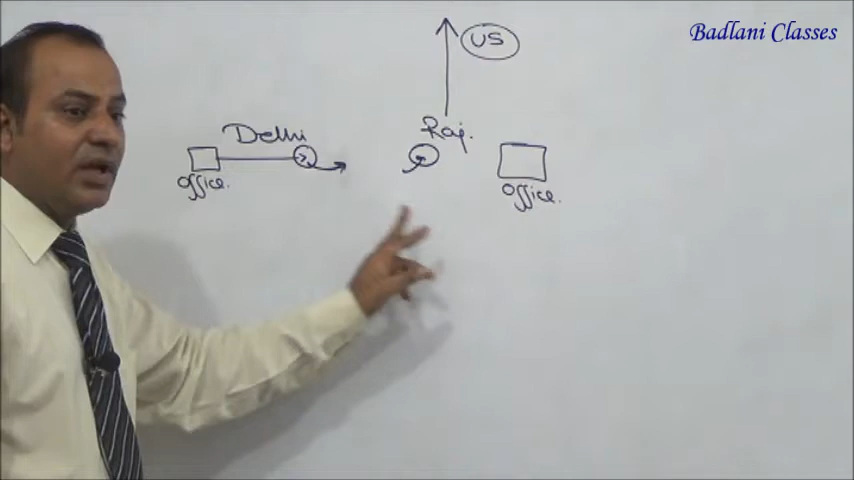 Badlani Classes
US
Delhi
Raj.
Office.
Office.